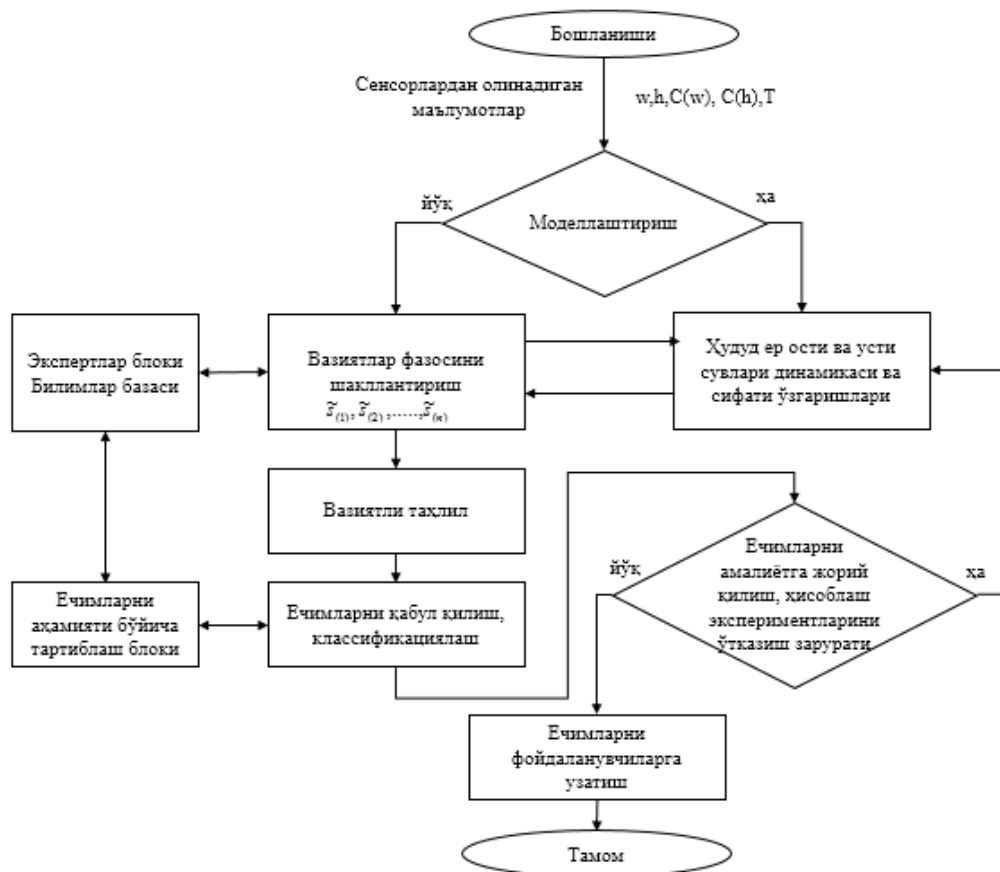 Бошланиши
Сенсорлардан олинадиган
маълумотлар
w,h,C(w), C(h),T
йўқ
ҳа
Моделлаштириш
Экспертлар блоки
Билимлар базаси
Вазиятлар фазосини
шакллантириш
s̃₍₁₎, s̃₍₂₎,.....,s̃₍ₙ₎
Ҳудуд ер ости ва усти
сувлари динамикаси ва
сифати ўзгаришлари
Вазиятли таҳлил
Ечимларни
аҳамияти бўйича
тартиблаш блоки
Ечимларни қабул қилиш,
классификациялаш
йўқ
ҳа
Ечимларни
амалиётга жорий
қилиш, ҳисоблаш
экспериментларини
ўтказиш зарурати
Ечимларни
фойдаланувчиларга
узатиш
Тамом